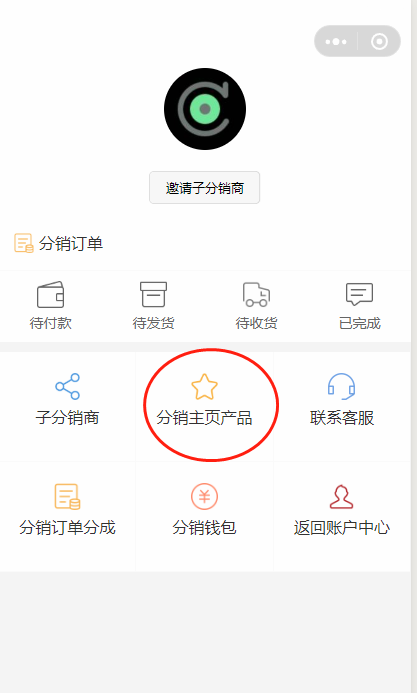 邀请子分销商
分销订单
待付款 待发货 待收货 已完成
子分销商 分销主页产品 联系客服
分销订单分成 分销钱包 返回账户中心